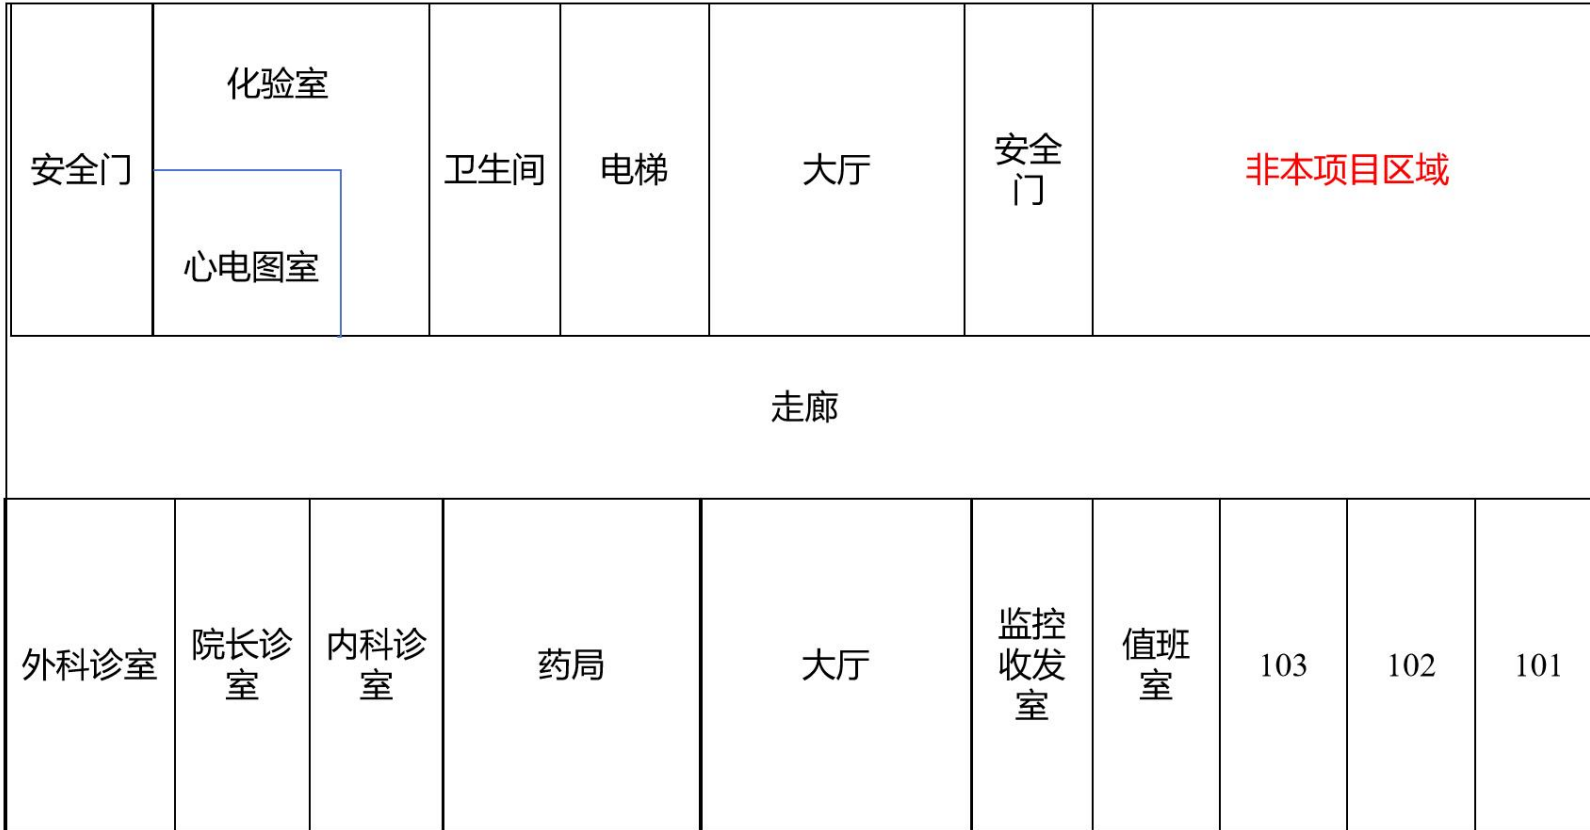 化验室
安全门
卫生间
电梯
大厅
安全
门
非本项目区域
心电图室
走廊
外科诊室
院长诊
室
内科诊
室
药局
大厅
监控
收发
室
值班
室
103
102
101